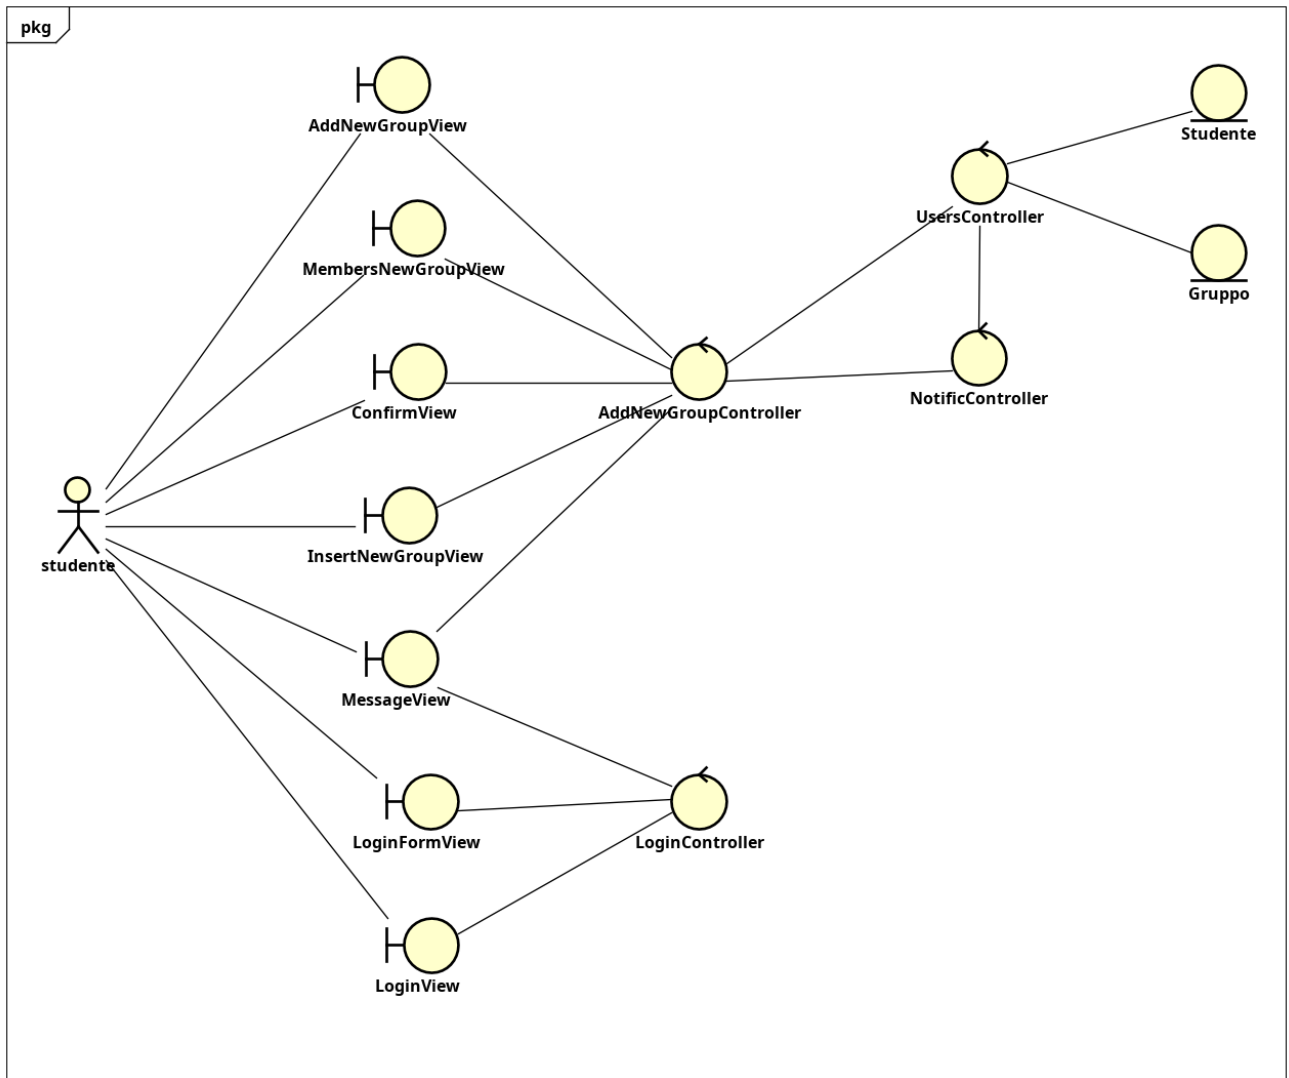 pkg
AddNewGroupView
Studente
MembersNewGroupView
UsersController
Gruppo
ConfirmView
AddNewGroupController
NotificController
studente
InsertNewGroupView
MessageView
LoginFormView
LoginController
LoginView